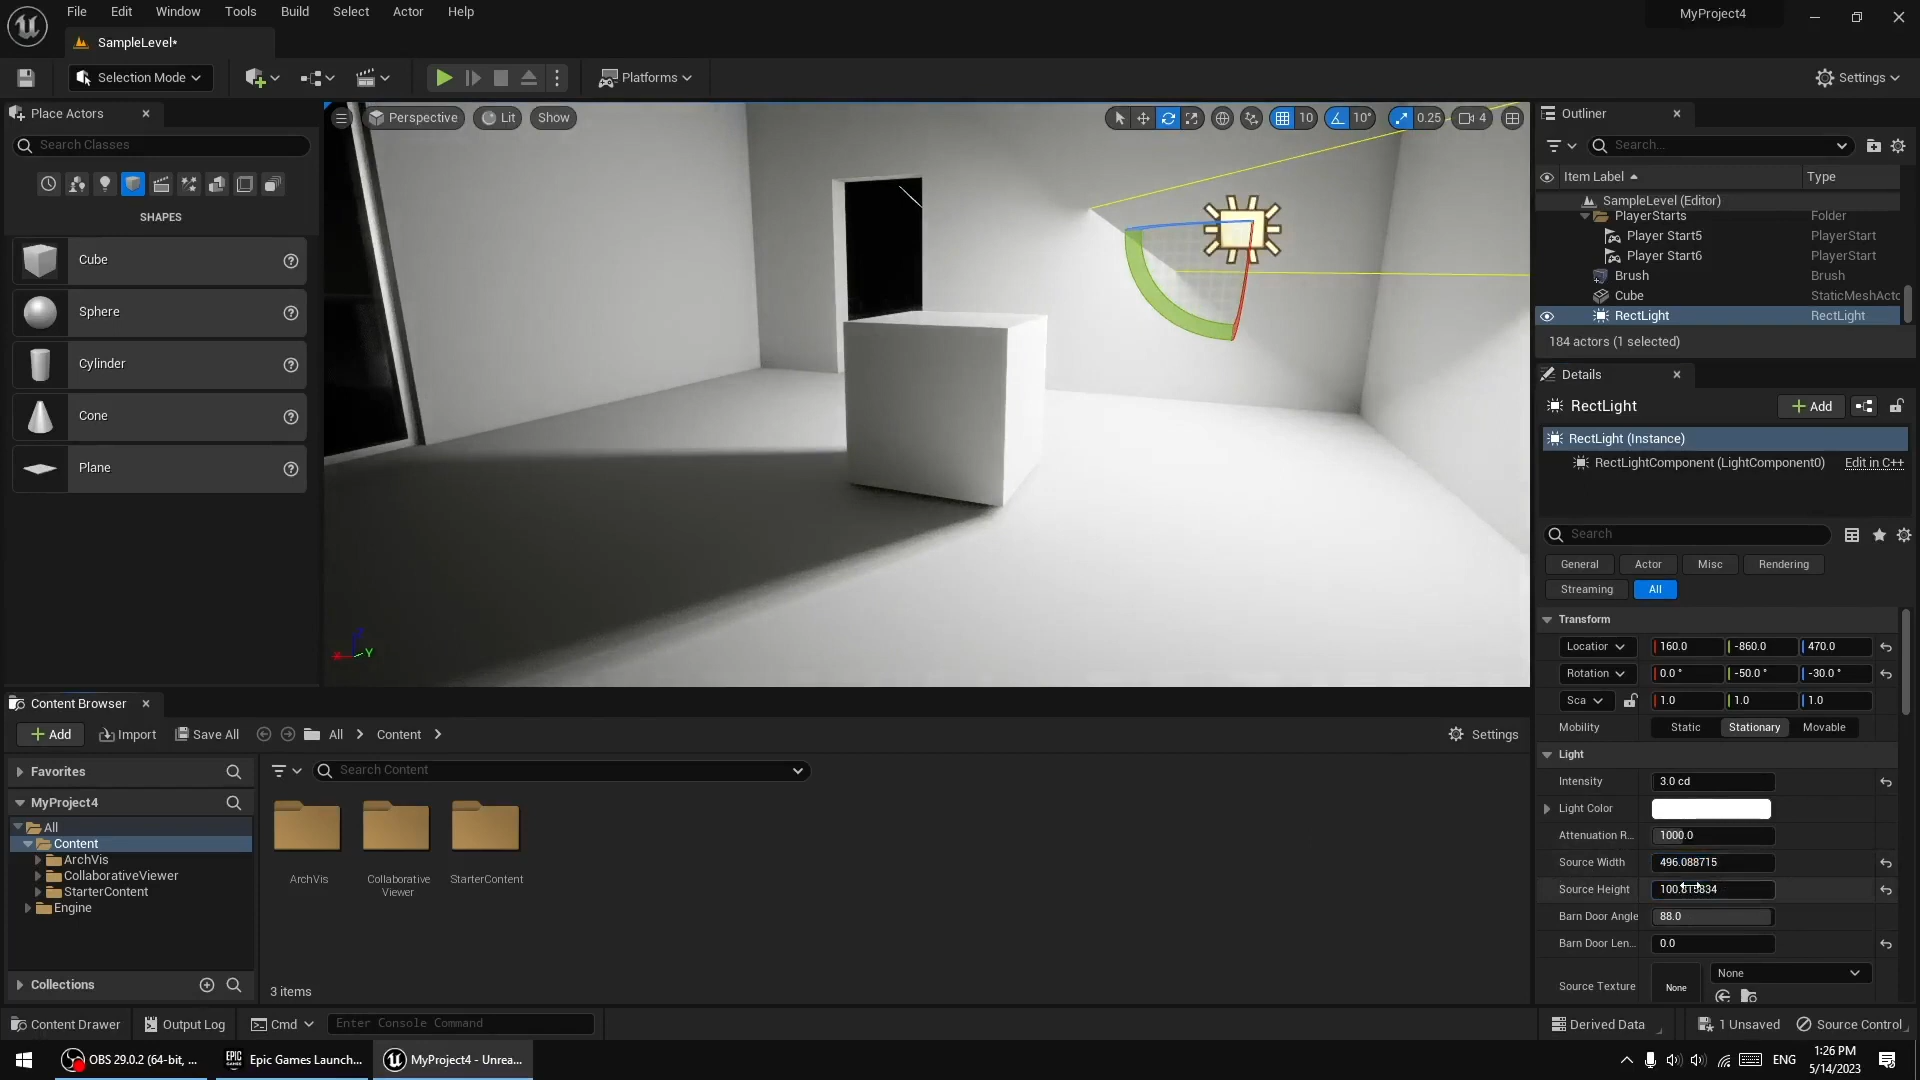 File Edit Window Tools Build Select Actor Help
MyProject4
SampleLevel*
Selection Mode
Platforms
Settings
Place Actors
Search Classes
SHAPES
Cube
Sphere
Cylinder
Cone
Plane
Perspective
Lit
Show
10
10°
0.25
4
Y
Outliner
Search...
Item Label
Type
SampleLevel (Editor)
PlayerStarts Folder
Player Start5 PlayerStart
Player Start6 PlayerStart
Brush Brush
Cube StaticMeshActo
RectLight RectLight
184 actors (1 selected)
Details
RectLight
Add
RectLight (Instance)
RectLightComponent (LightComponent0) Edit in C++
Search
General Actor Misc Rendering
Streaming All
Transform
Location 160.0 -860.0 470.0
Rotation 0.0 ° -50.0 ° -30.0 °
Sca 1.0 1.0 1.0
Mobility Static Stationary Movable
Light
Intensity 3.0 cd
Light Color
Attenuation R... 1000.0
Source Width 496.088715
Source Height
Barn Door Angle 88.0
Barn Door Len... 0.0
Source Texture None None
Content Browser
Add Import Save All All Content Settings
Favorites
Search Content
MyProject4
All
Content
ArchVis
CollaborativeViewer
StarterContent
Engine
Collections
ArchVis
Collaborative
Viewer
StarterContent
3 items
Content Drawer Output Log Cmd Enter Console Command Derived Data 1 Unsaved Source Control
OBS 29.0.2 (64-bit, ...
EPIC
GAMES
Epic Games Launch...
MyProject4 - Unrea...
ENG
1:26 PM
5/14/2023